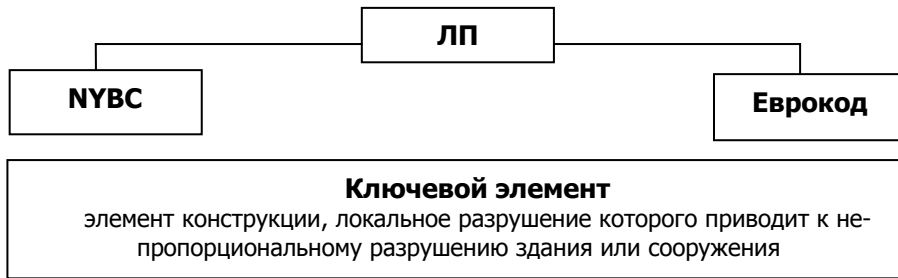 ЛП
NYBC
Еврокод
Ключевой элемент
элемент конструкции, локальное разрушение которого приводит к не-
пропорциональному разрушению здания или сооружения